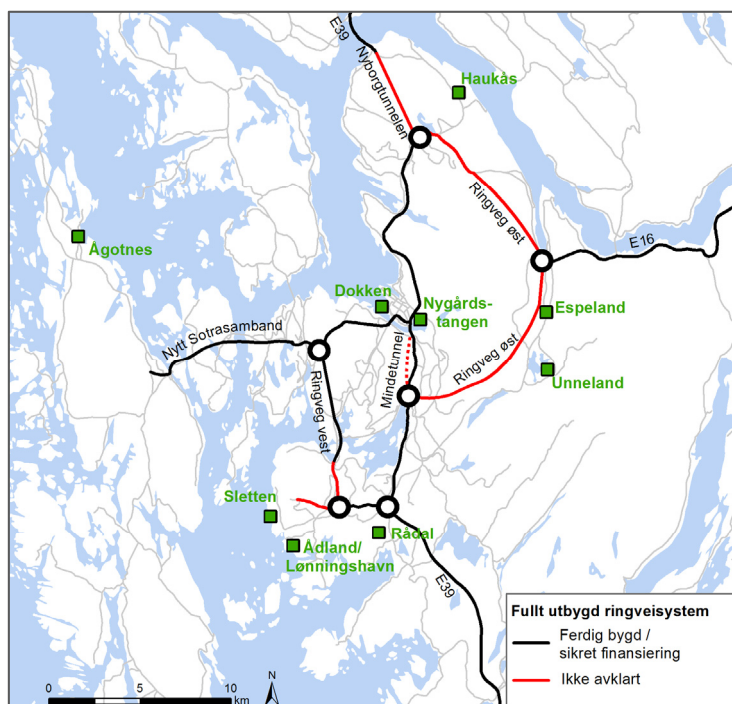 E39
Nyborgtunnelen
Haukås
Ringveg øst
E16
Ågotnes
Dokken
Nygårds-
tangen
Espeland
Nytt Sotrasamband
Mindetunnel
Ringveg øst
Unneland
Ringveg vest
Sletten
Ådland/
Lønningshavn
Rådal
E39
Fullt utbygd ringveisystem
Ferdig bygd /
sikret finansiering
Ikke avklart
0 5 10
km
N